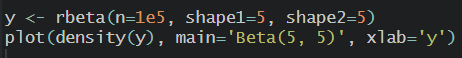 y <- rbeta(n=1e5, shape1=5, shape2=5)
plot(density(y), main='Beta(5, 5)', xlab='y')